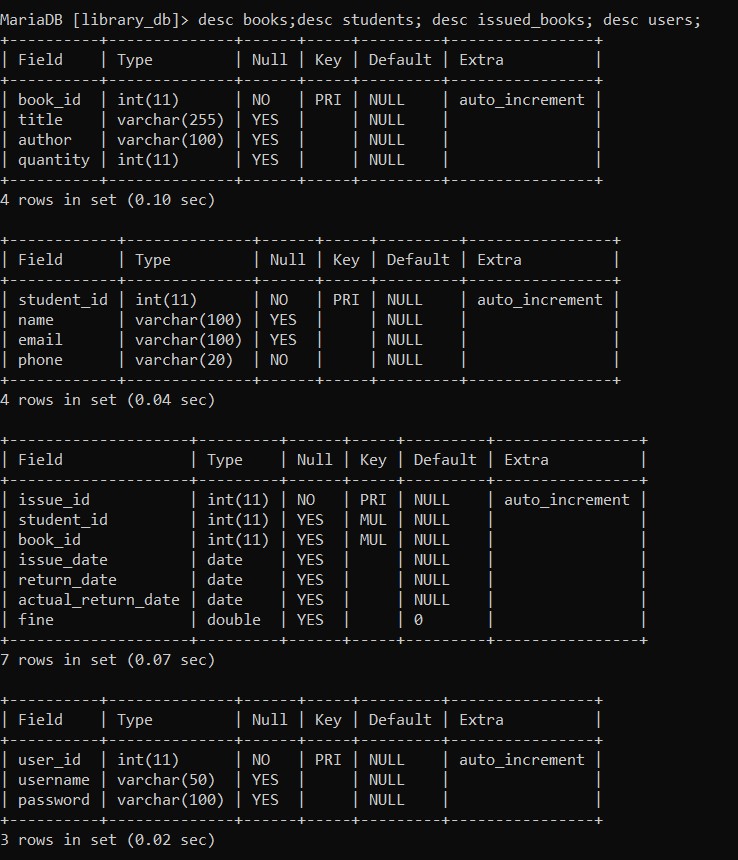 MariaDB [library_db]> desc books;desc students; desc issued_books; desc users;
+----------+--------------+------+-----+---------+----------------+
| Field    | Type         | Null | Key | Default | Extra          |
+----------+--------------+------+-----+---------+----------------+
| book_id  | int(11)      | NO   | PRI | NULL    | auto_increment |
| title    | varchar(255) | YES  |     | NULL    |                |
| author   | varchar(100) | YES  |     | NULL    |                |
| quantity | int(11)      | YES  |     | NULL    |                |
+----------+--------------+------+-----+---------+----------------+
4 rows in set (0.10 sec)

+------------+--------------+------+-----+---------+----------------+
| Field      | Type         | Null | Key | Default | Extra          |
+------------+--------------+------+-----+---------+----------------+
| student_id | int(11)      | NO   | PRI | NULL    | auto_increment |
| name       | varchar(100) | YES  |     | NULL    |                |
| email      | varchar(100) | YES  |     | NULL    |                |
| phone      | varchar(20)  | NO   |     | NULL    |                |
+------------+--------------+------+-----+---------+----------------+
4 rows in set (0.04 sec)

+--------------------+---------+------+-----+---------+----------------+
| Field              | Type    | Null | Key | Default | Extra          |
+--------------------+---------+------+-----+---------+----------------+
| issue_id           | int(11) | NO   | PRI | NULL    | auto_increment |
| student_id         | int(11) | YES  | MUL | NULL    |                |
| book_id            | int(11) | YES  | MUL | NULL    |                |
| issue_date         | date    | YES  |     | NULL    |                |
| return_date        | date    | YES  |     | NULL    |                |
| actual_return_date | date    | YES  |     | NULL    |                |
| fine               | double  | YES  |     | 0       |                |
+--------------------+---------+------+-----+---------+----------------+
7 rows in set (0.07 sec)

+----------+--------------+------+-----+---------+----------------+
| Field    | Type         | Null | Key | Default | Extra          |
+----------+--------------+------+-----+---------+----------------+
| user_id  | int(11)      | NO   | PRI | NULL    | auto_increment |
| username | varchar(50)  | YES  |     | NULL    |                |
| password | varchar(100) | YES  |     | NULL    |                |
+----------+--------------+------+-----+---------+----------------+
3 rows in set (0.02 sec)